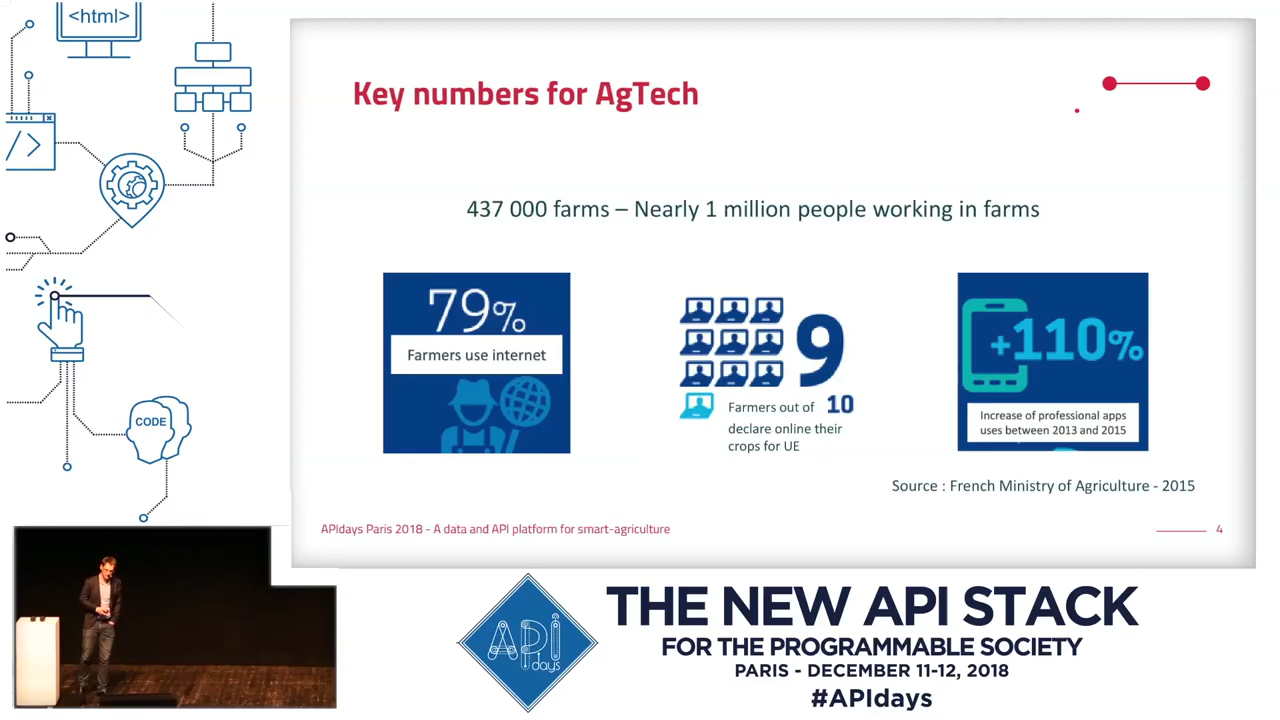 <html>
</>
CODE
Key numbers for AgTech
437 000 farms – Nearly 1 million people working in farms
79%
Farmers use internet
9
Farmers out of 10
declare online their
crops for UE
+110%
Increase of professional apps
uses between 2013 and 2015
Source : French Ministry of Agriculture - 2015
APIdays Paris 2018 - A data and API platform for smart-agriculture
4
API
days
THE NEW API STACK
FOR THE PROGRAMMABLE SOCIETY
PARIS - DECEMBER 11-12, 2018
#APIdays